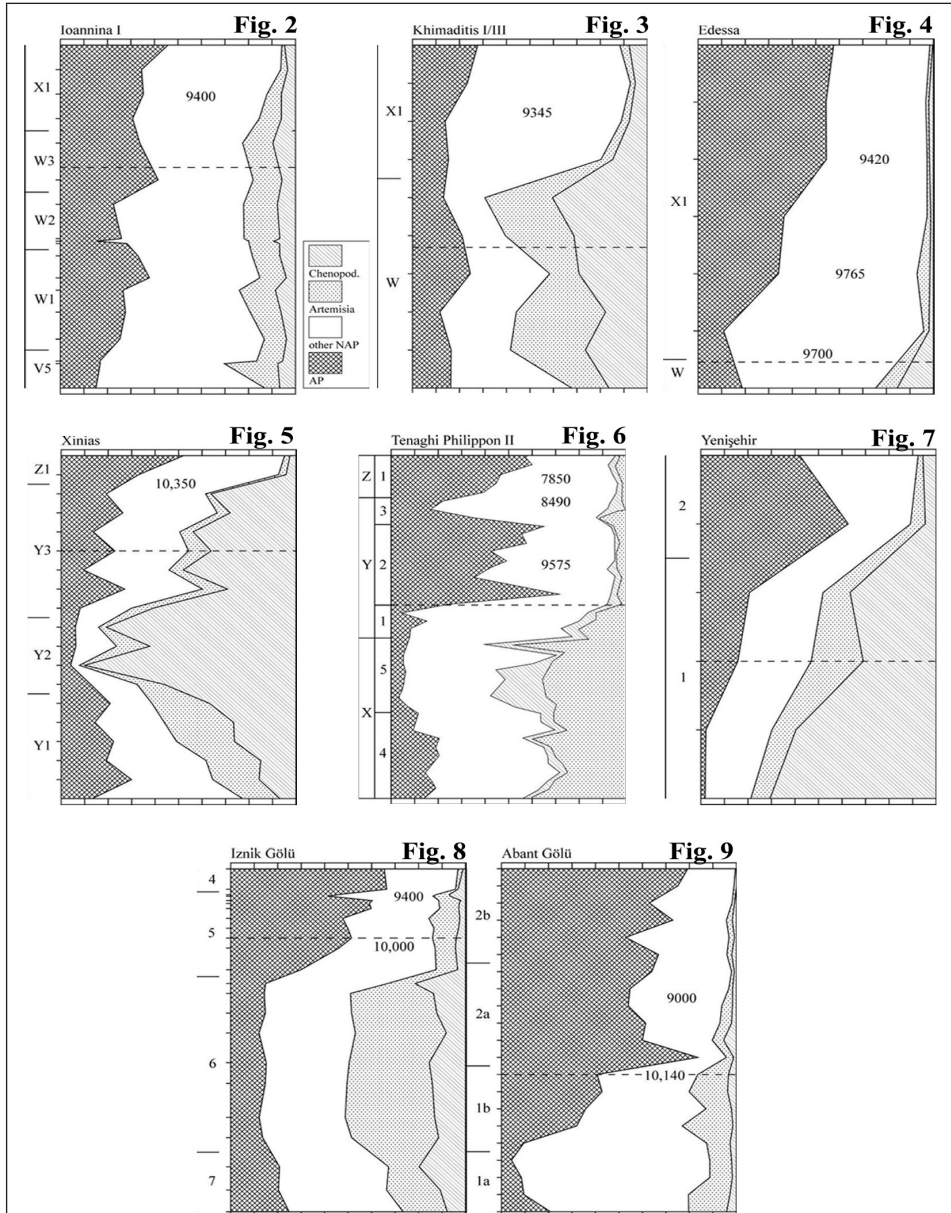 Ioannina I
Fig. 2
X1
W3
W2
W1
V5
9400
Chenopod.
Artemisia
other NAP
AP
Khimaditis I/III
Fig. 3
X1
W
9345
Edessa
Fig. 4
X1
W
9420
9765
9700
Xinias
Fig. 5
Z1
Y3
Y2
Y1
10,350
Tenaghi Philippon II
Fig. 6
Z 1
3
Y 2
1
5
X
4
7850
8490
9575
Yenişehir
Fig. 7
2
1
Iznik Gölü
Fig. 8
4
5
6
7
9400
10,000
Abant Gölü
Fig. 9
2b
2a
1b
1a
9000
10,140